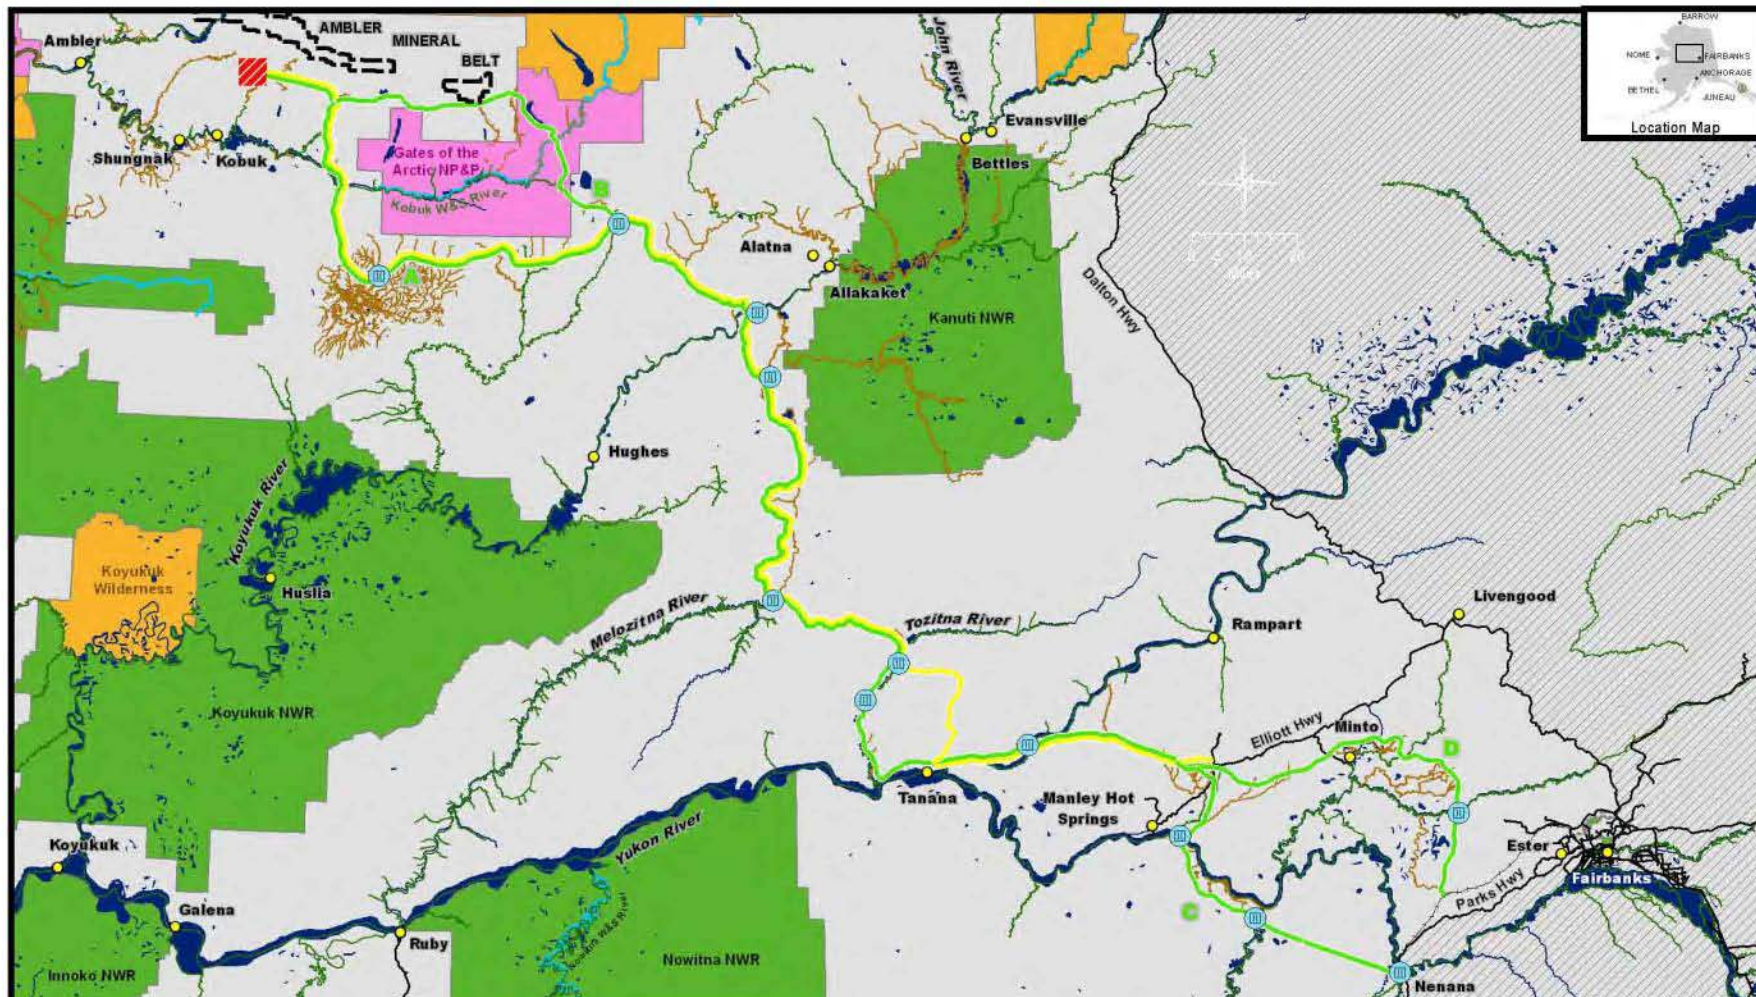 Ambler
AMBLER
MINERAL
BELT
John River
BARROW
NOME
FAIRBANKS
ANCHORAGE
BETHEL
JUNEAU
Location Map
Shungnak
Kobuk
Gates of the
Arctic NP&P
Kobuk W&S River
B
Evansville
Bettles
A
Alatna
Allakaket
Kanuti NWR
Dalton Hwy
Miles
Hughes
Koyukuk River
Koyukuk
Wilderness
Huslia
Melozitna River
Tozitna River
Livengood
Rampart
Koyukuk NWR
Elliott Hwy
Minto
D
Tanana
Manley Hot
Springs
Yukon River
Koyukuk
Ester
Fairbanks
Parks Hwy
C
Galena
Ruby
Nowitna W&S River
Nowitna NWR
Innoko NWR
Nenana